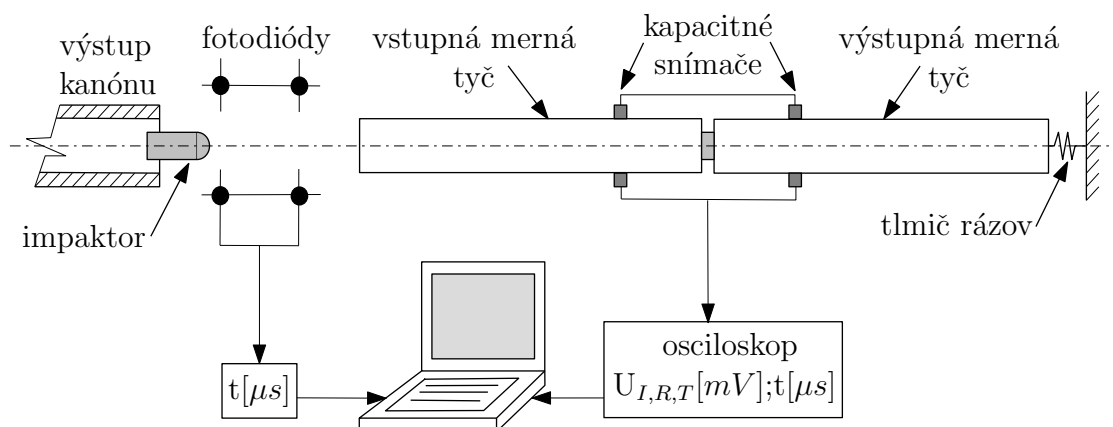 výstup
kanónu
fotodiódy
vstupná merná
tyč
kapacitné
snímače
výstupná merná
tyč
impaktor
tlmič rázov
t[μs]
osciloskop
U_{I,R,T}[mV];t[μs]